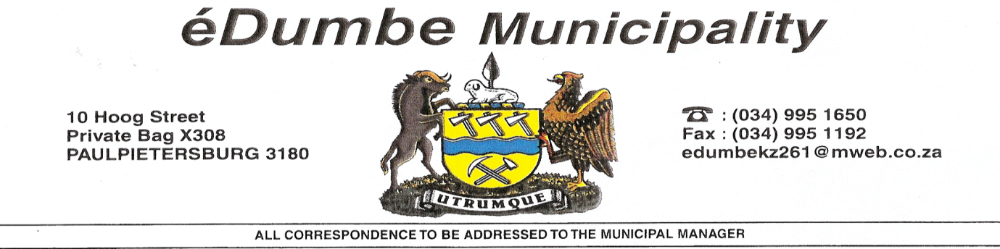 éDumbe Municipality
10 Hoog Street
Private Bag X308
PAULPIETERSBURG 3180
☎ : (034) 995 1650
Fax : (034) 995 1192
edumbekz261@mweb.co.za
UTRUMQUE
ALL CORRESPONDENCE TO BE ADDRESSED TO THE MUNICIPAL MANAGER